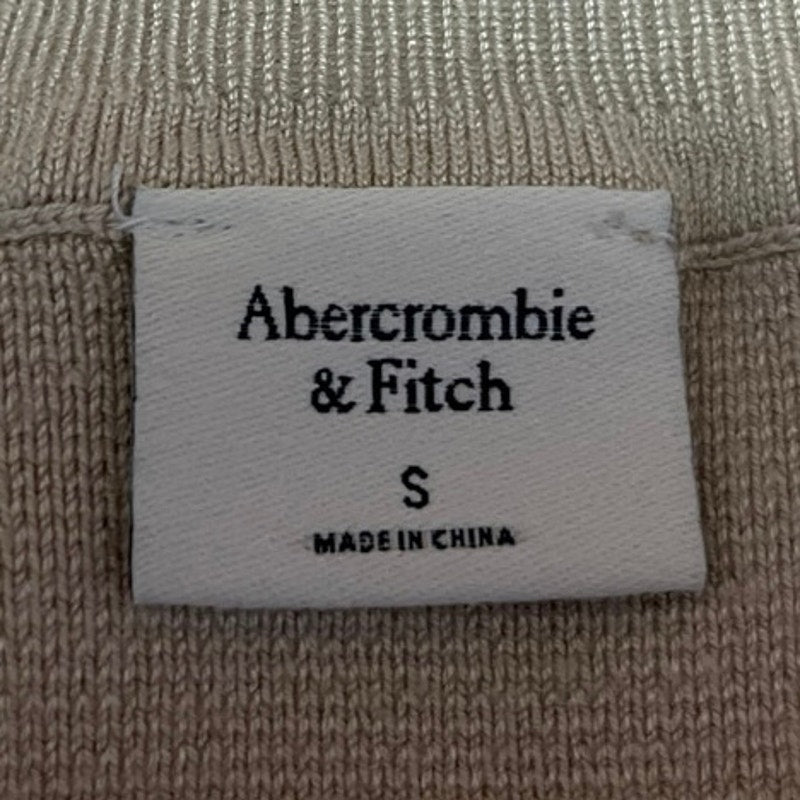 Abercrombie
& Fitch
S
MADE IN CHINA